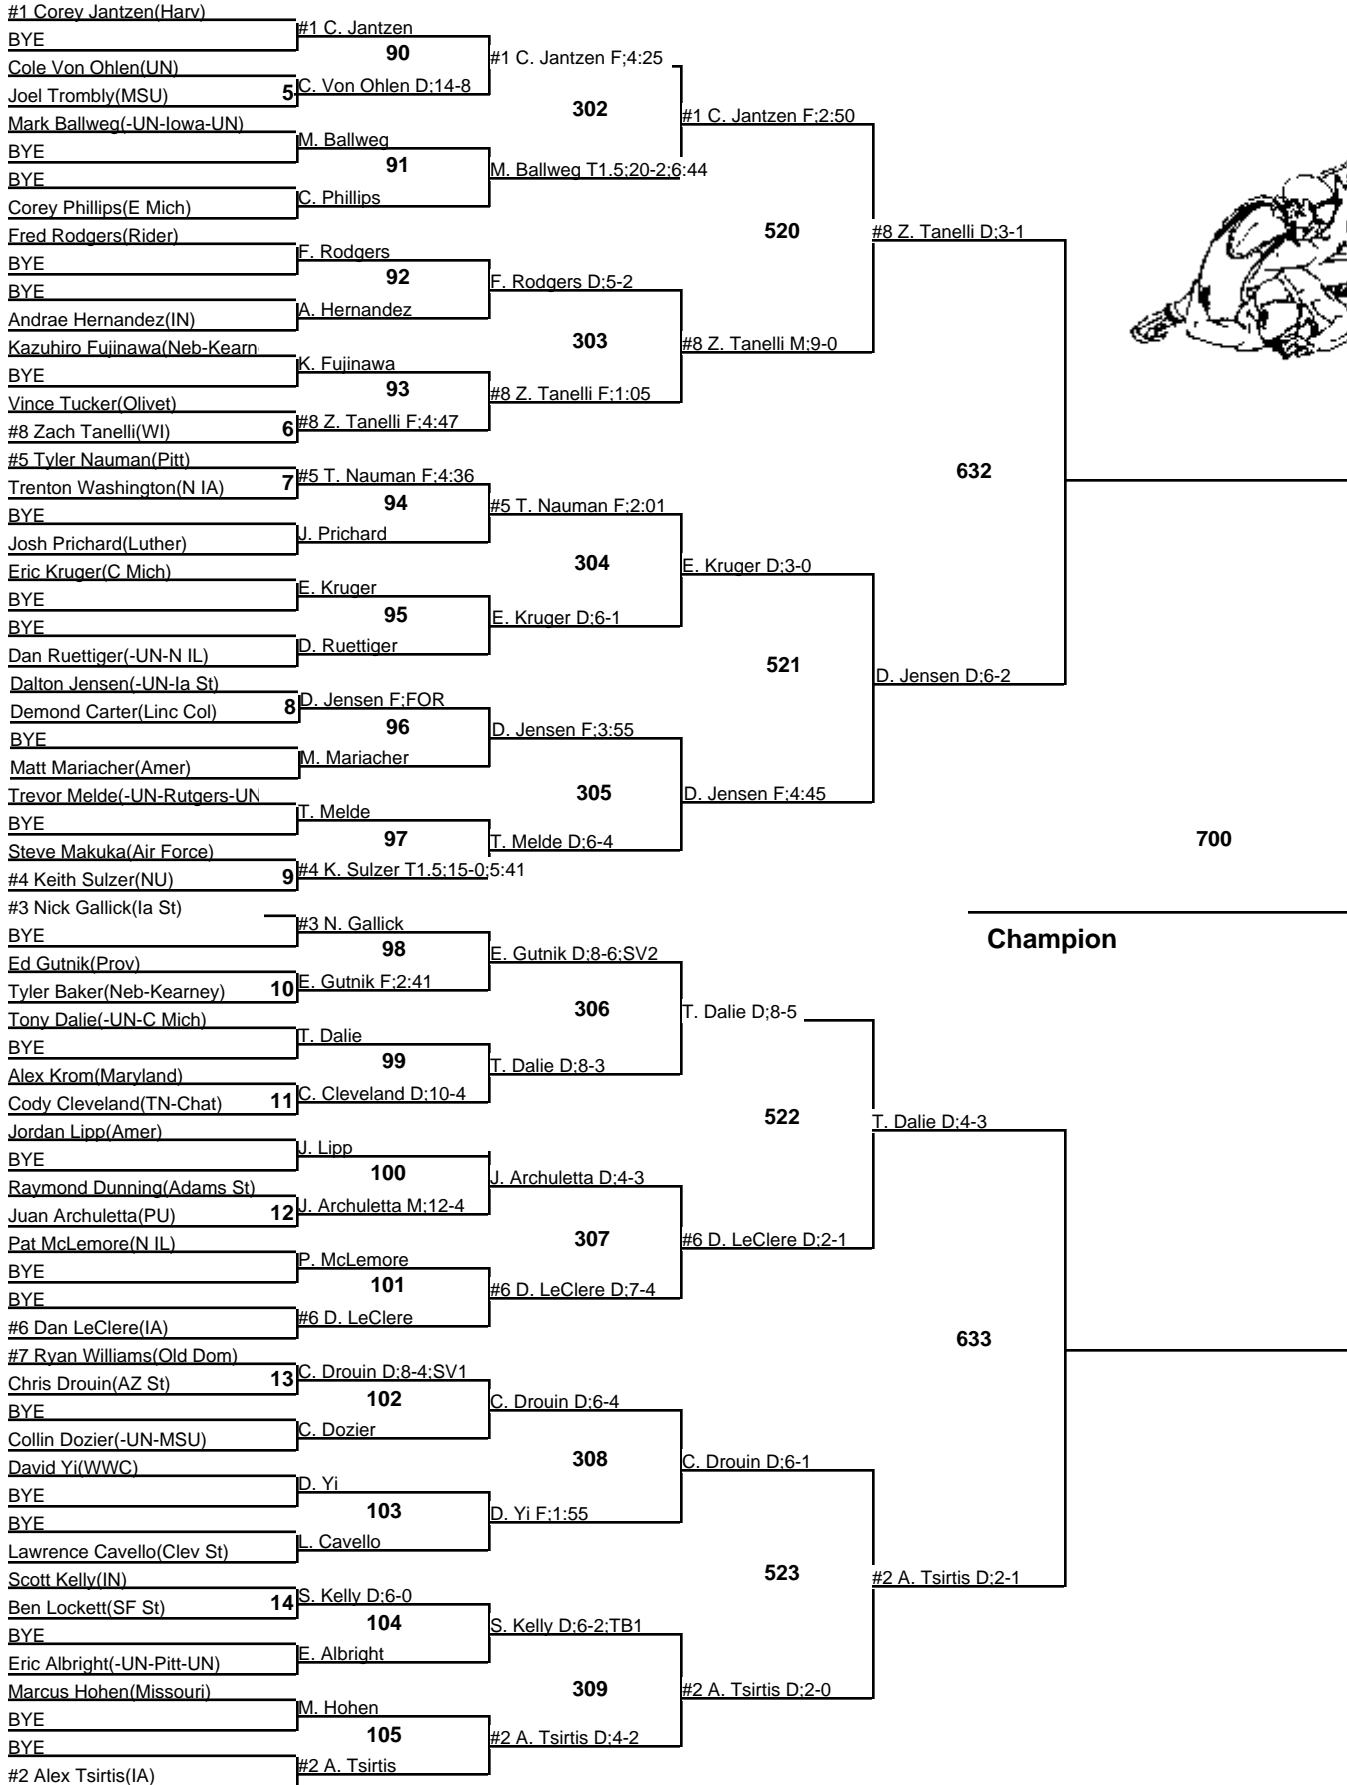 #1 Corey Jantzen(Harv)
BYE
Cole Von Ohlen(UN)
Joel Trombly(MSU)
Mark Ballweg(-UN-Iowa-UN)
BYE
BYE
Corey Phillips(E Mich)
Fred Rodgers(Rider)
BYE
BYE
Andrae Hernandez(IN)
Kazuhiro Fujinawa(Neb-Kearn
BYE
Vince Tucker(Olivet)
#8 Zach Tanelli(WI)
#5 Tyler Nauman(Pitt)
Trenton Washington(N IA)
BYE
Josh Prichard(Luther)
Eric Kruger(C Mich)
BYE
BYE
Dan Ruettiger(-UN-N IL)
Dalton Jensen(-UN-Ia St)
Demond Carter(Linc Col)
BYE
Matt Mariacher(Amer)
Trevor Melde(-UN-Rutgers-UN
BYE
Steve Makuka(Air Force)
#4 Keith Sulzer(NU)
#3 Nick Gallick(Ia St)
BYE
Ed Gutnik(Prov)
Tyler Baker(Neb-Kearney)
Tony Dalie(-UN-C Mich)
BYE
Alex Krom(Maryland)
Cody Cleveland(TN-Chat)
Jordan Lipp(Amer)
BYE
Raymond Dunning(Adams St)
Juan Archuletta(PU)
Pat McLemore(N IL)
BYE
BYE
#6 Dan LeClere(IA)
#7 Ryan Williams(Old Dom)
Chris Drouin(AZ St)
BYE
Collin Dozier(-UN-MSU)
David Yi(WWC)
BYE
BYE
Lawrence Cavello(Clev St)
Scott Kelly(IN)
Ben Lockett(SF St)
BYE
Eric Albright(-UN-Pitt-UN)
Marcus Hohen(Missouri)
BYE
BYE
#2 Alex Tsirtis(IA)
5
6
7
8
9
10
11
12
13
14
#1 C. Jantzen
90
C. Von Ohlen D;14-8
M. Ballweg
91
C. Phillips
F. Rodgers
92
A. Hernandez
K. Fujinawa
93
#8 Z. Tanelli F;4:47
#5 T. Nauman F;4:36
94
J. Prichard
E. Kruger
95
D. Ruettiger
D. Jensen F;FOR
96
M. Mariacher
T. Melde
97
#4 K. Sulzer T1.5;15-0;5:41
#3 N. Gallick
98
E. Gutnik F;2:41
T. Dalie
99
C. Cleveland D;10-4
J. Lipp
100
J. Archuletta M;12-4
P. McLemore
101
#6 D. LeClere
C. Drouin D;8-4;SV1
102
C. Dozier
D. Yi
103
L. Cavello
S. Kelly D;6-0
104
E. Albright
M. Hohen
105
#2 A. Tsirtis
#1 C. Jantzen F;4:25
302
M. Ballweg T1.5;20-2;6:44
F. Rodgers D;5-2
303
#8 Z. Tanelli F;1:05
#5 T. Nauman F;2:01
304
E. Kruger D;6-1
D. Jensen F;3:55
305
T. Melde D;6-4
E. Gutnik D;8-6;SV2
306
T. Dalie D;8-3
J. Archuletta D;4-3
307
#6 D. LeClere D;7-4
C. Drouin D;6-4
308
D. Yi F;1:55
S. Kelly D;6-2;TB1
309
#2 A. Tsirtis D;4-2
#1 C. Jantzen F;2:50
520
#8 Z. Tanelli M;9-0
E. Kruger D;3-0
521
D. Jensen F;4:45
T. Dalie D;8-5
522
#6 D. LeClere D;2-1
C. Drouin D;6-1
523
#2 A. Tsirtis D;2-0
#8 Z. Tanelli D;3-1
632
D. Jensen D;6-2
T. Dalie D;4-3
633
#2 A. Tsirtis D;2-1
700
Champion